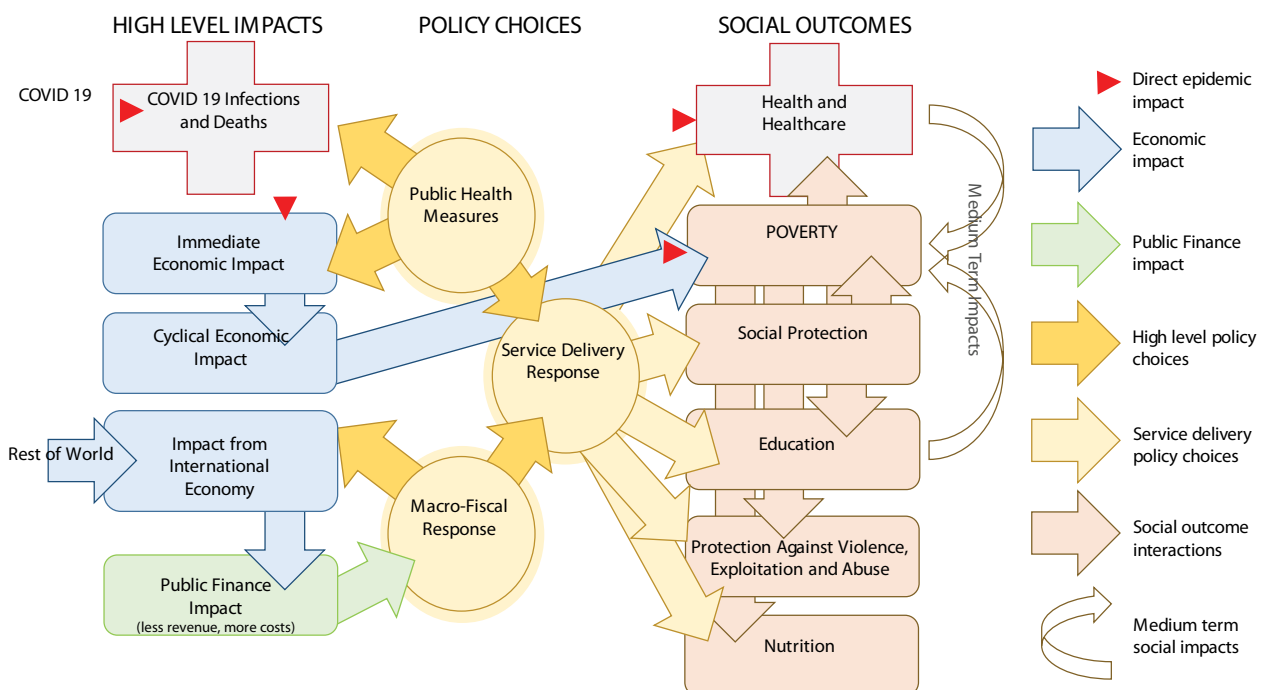 HIGH LEVEL IMPACTS
POLICY CHOICES
SOCIAL OUTCOMES
COVID 19
COVID 19 Infections
and Deaths
Immediate
Economic Impact
Cyclical Economic
Impact
Rest of World
Impact from
International
Economy
Public Finance
Impact
(less revenue, more costs)
Public Health
Measures
Service Delivery
Response
Macro-Fiscal
Response
Health and
Healthcare
POVERTY
Social Protection
Education
Protection Against Violence,
Exploitation and Abuse
Nutrition
Medium Term Impacts
Direct epidemic
impact
Economic
impact
Public Finance
impact
High level policy
choices
Service delivery
policy choices
Social outcome
interactions
Medium term
social impacts